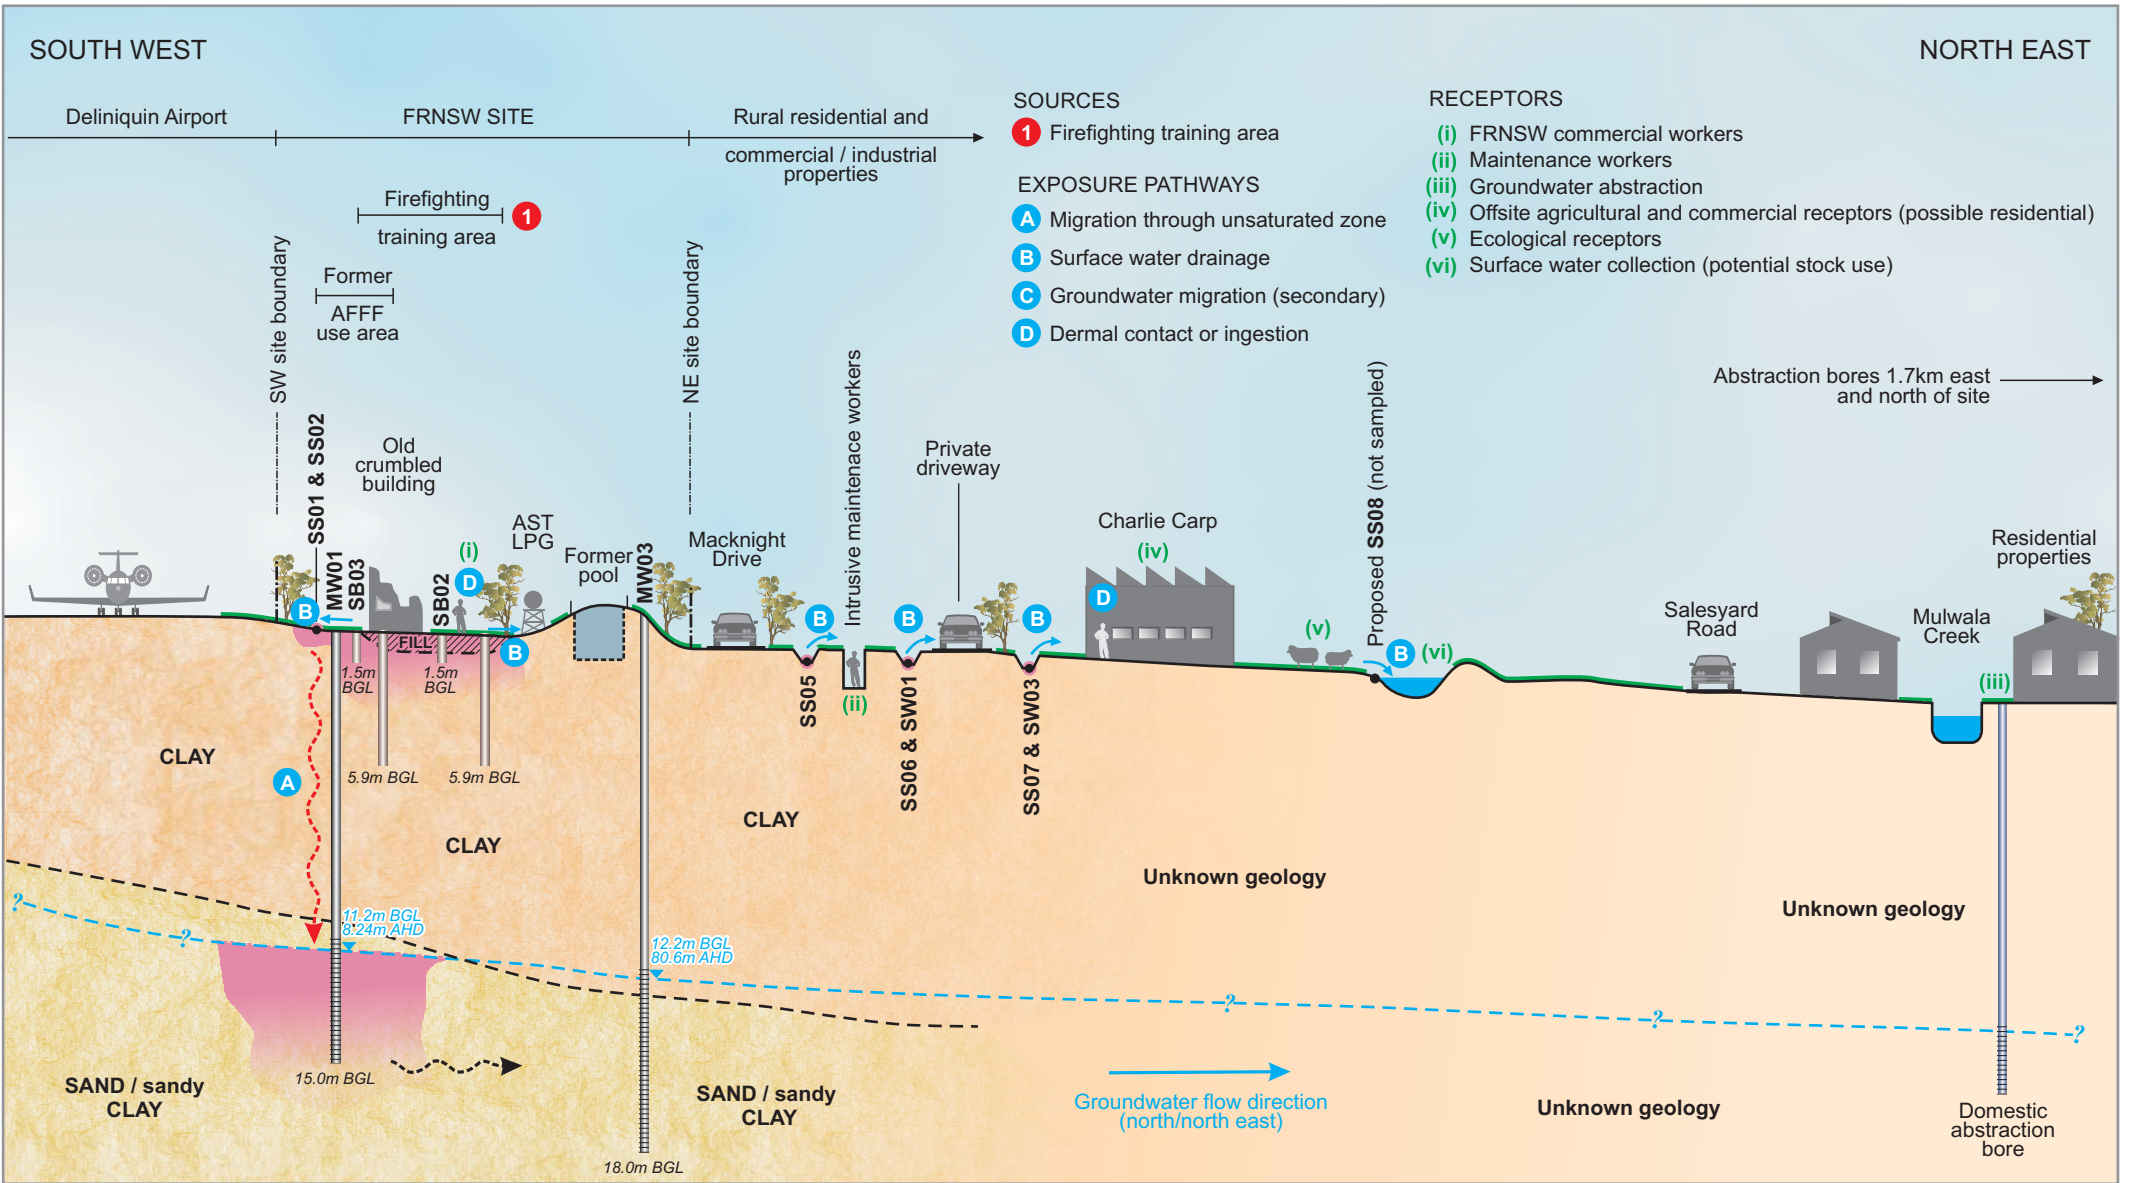 SOUTH WEST
NORTH EAST
Deliniquin Airport
FRNSW SITE
Rural residential and
commercial / industrial
properties
SOURCES
1 Firefighting training area
EXPOSURE PATHWAYS
A Migration through unsaturated zone
B Surface water drainage
C Groundwater migration (secondary)
D Dermal contact or ingestion
RECEPTORS
(i) FRNSW commercial workers
(ii) Maintenance workers
(iii) Groundwater abstraction
(iv) Offsite agricultural and commercial receptors (possible residential)
(v) Ecological receptors
(vi) Surface water collection (potential stock use)
Firefighting
training area
1
Former
AFFF
use area
SW site boundary
NE site boundary
Abstraction bores 1.7km east
and north of site
SS01 & SS02
MW01
SB03
Old
crumbled
building
SB02
(i)
D
AST
LPG
Former
pool
MW03
Macknight
Drive
Intrusive maintenace workers
Private
driveway
Charlie Carp
(iv)
D
(v)
Proposed SS08 (not sampled)
B
(vi)
Salesyard
Road
Mulwala
Creek
Residential
properties
(iii)
B
FILL
B
B
B
B
1.5m
BGL
1.5m
BGL
SS05
(ii)
SS06 & SW01
SS07 & SW03
CLAY
A
5.9m BGL
5.9m BGL
CLAY
CLAY
Unknown geology
Unknown geology
?
?
11.2m BGL
8.24m AHD
12.2m BGL
80.6m AHD
?
?
?
15.0m BGL
SAND / sandy
CLAY
SAND / sandy
CLAY
18.0m BGL
Groundwater flow direction
(north/north east)
Unknown geology
Domestic
abstraction
bore